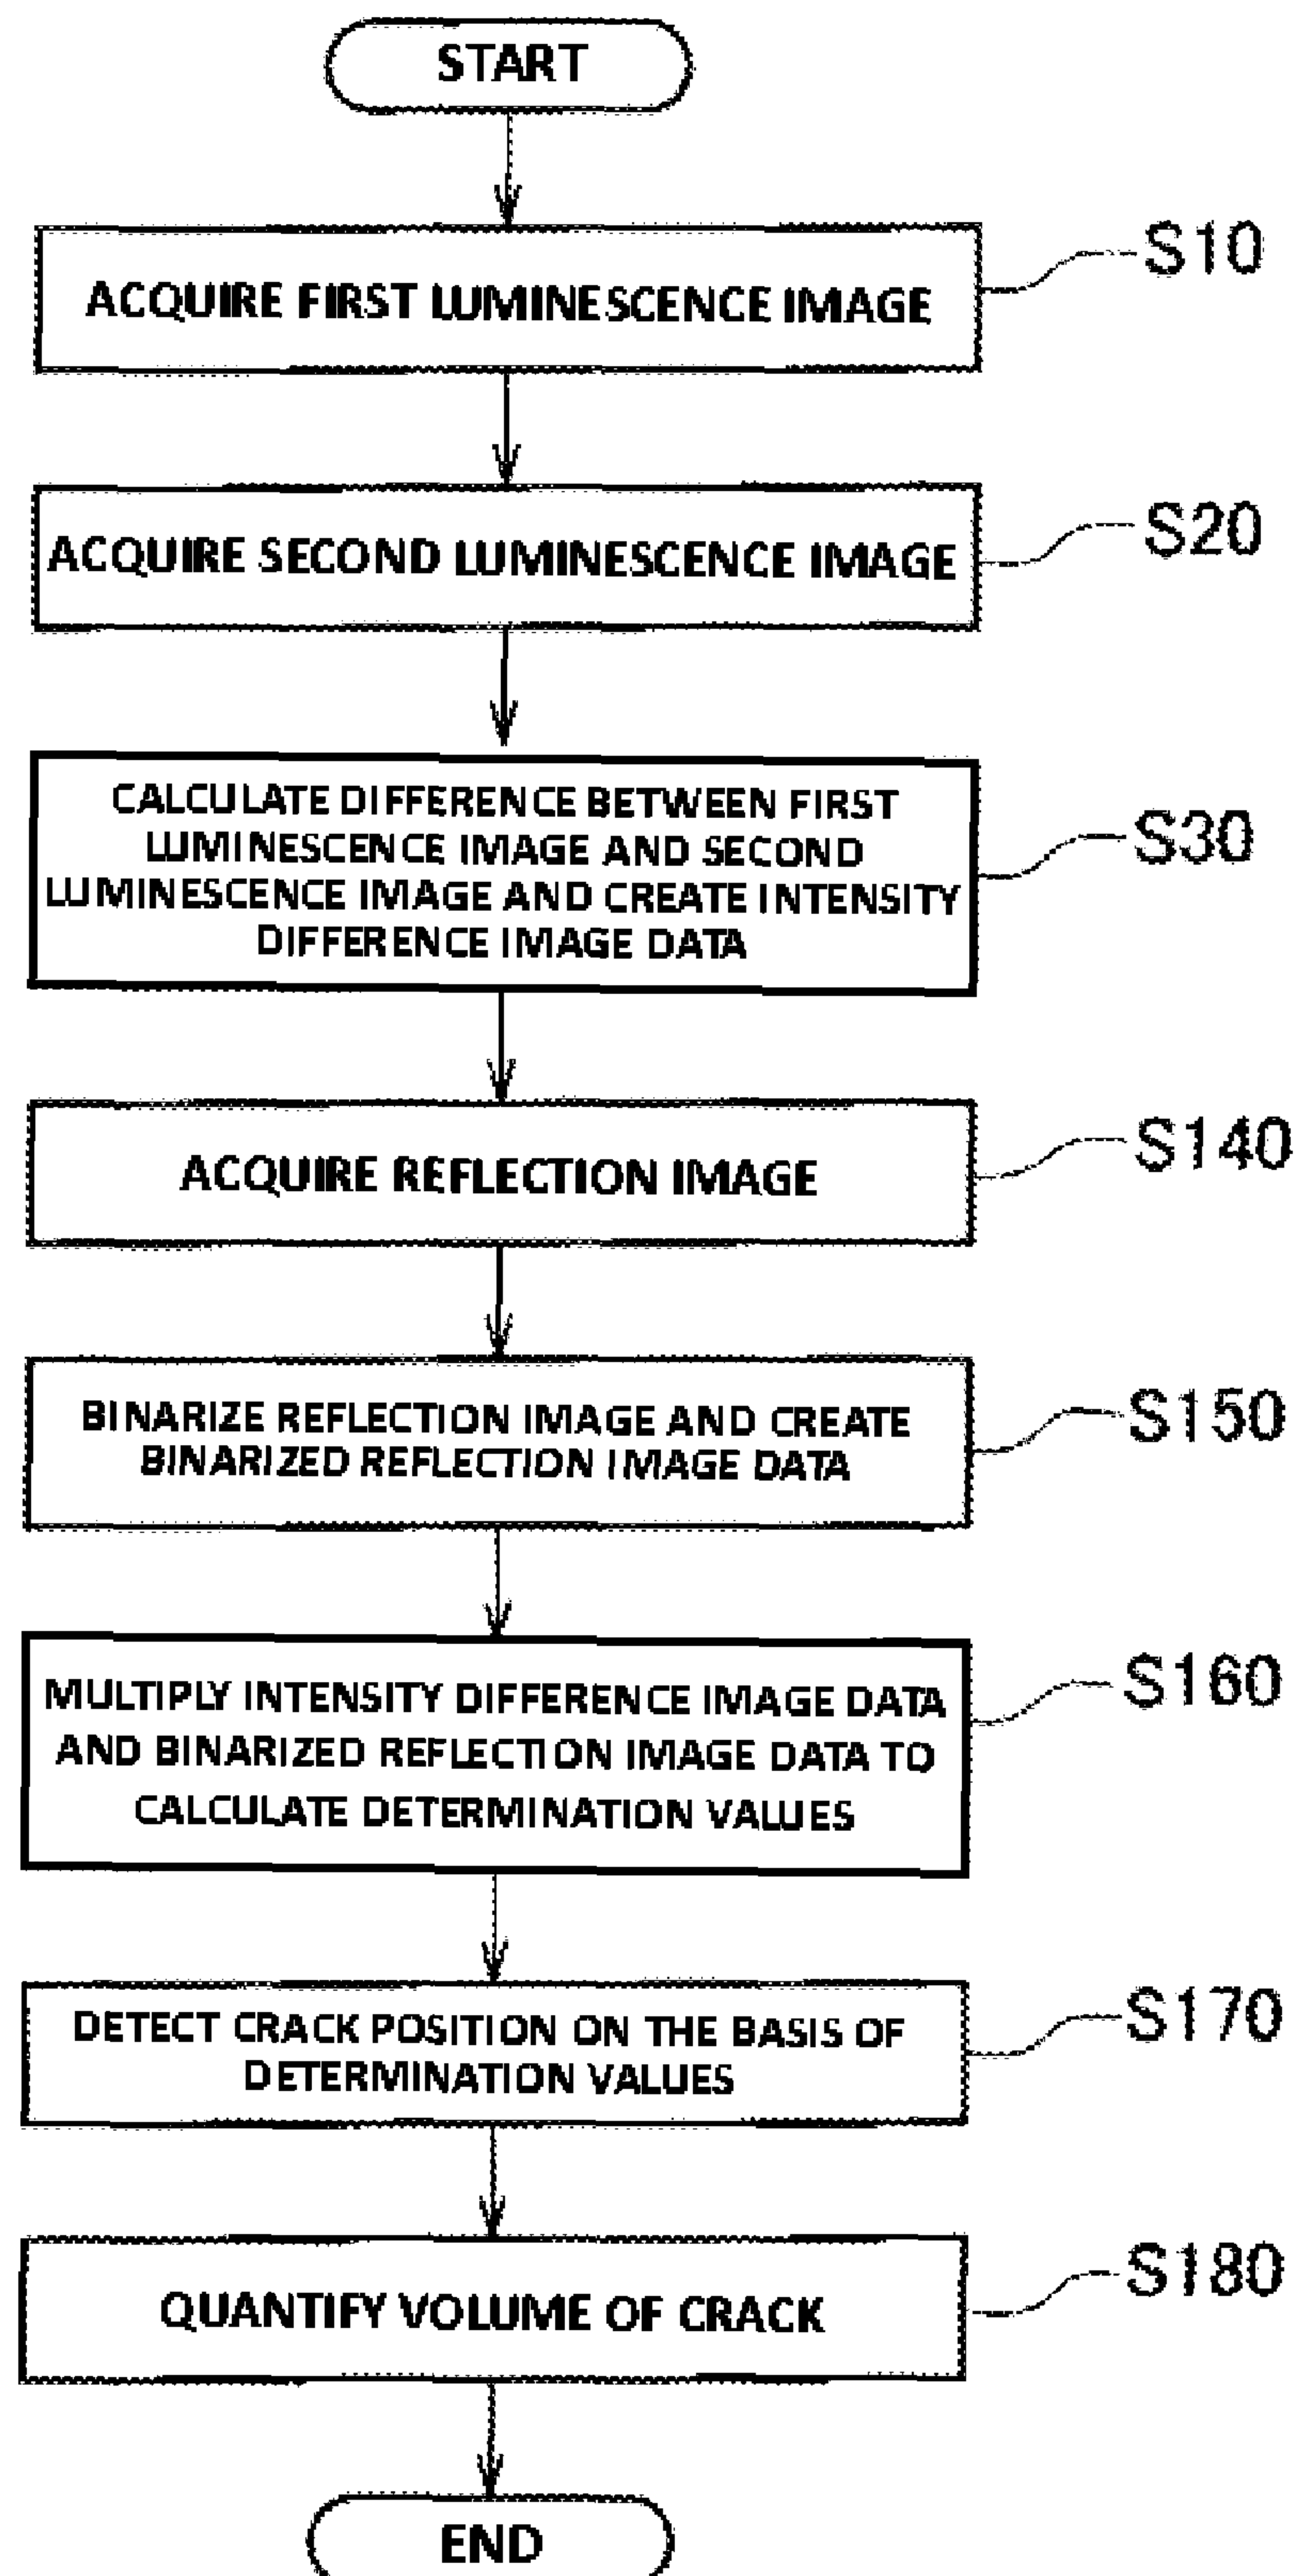 START
ACQUIRE FIRST LUMINESCENCE IMAGE
S10
ACQUIRE SECOND LUMINESCENCE IMAGE
S20
CALCULATE DIFFERENCE BETWEEN FIRST
LUMINESCENCE IMAGE AND SECOND
LUMINESCENCE IMAGE AND CREATE INTENSITY
DIFFERENCE IMAGE DATA
S30
ACQUIRE REFLECTION IMAGE
S140
BINARIZE REFLECTION IMAGE AND CREATE
BINARIZED REFLECTION IMAGE DATA
S150
MULTIPLY INTENSITY DIFFERENCE IMAGE DATA
AND BINARIZED REFLECTION IMAGE DATA TO
CALCULATE DETERMINATION VALUES
S160
DETECT CRACK POSITION ON THE BASIS OF
DETERMINATION VALUES
S170
QUANTIFY VOLUME OF CRACK
S180
END